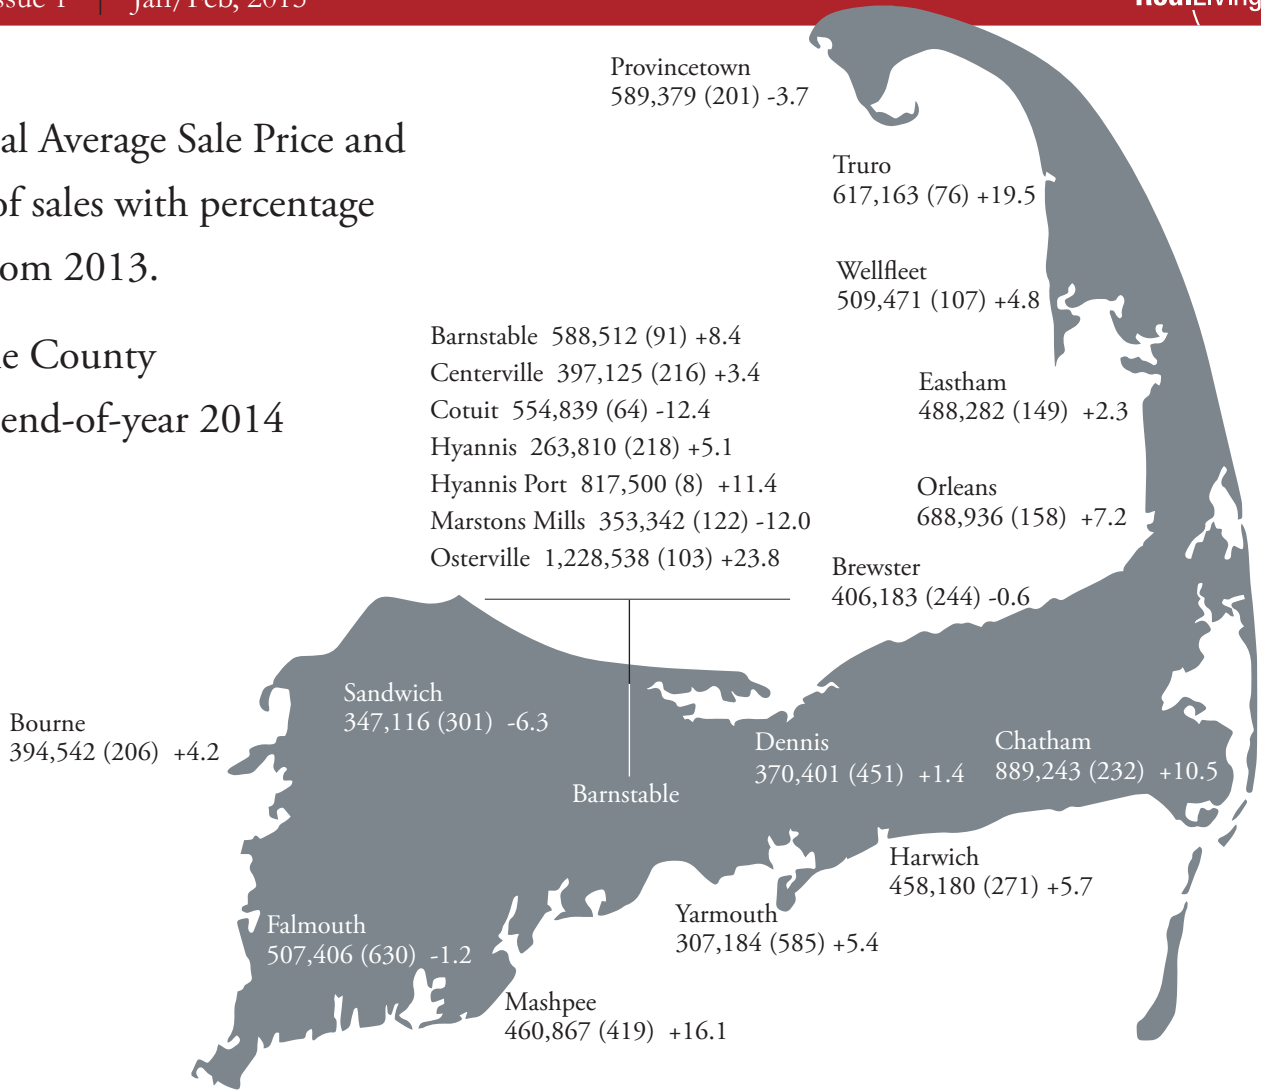 Issue 1 | Jan/Feb, 2015
RealLiving
al Average Sale Price and
of sales with percentage
om 2013.
e County
end-of-year 2014
Provincetown
589,379 (201) -3.7
Truro
617,163 (76) +19.5
Wellfleet
509,471 (107) +4.8
Barnstable 588,512 (91) +8.4
Centerville 397,125 (216) +3.4
Cotuit 554,839 (64) -12.4
Hyannis 263,810 (218) +5.1
Hyannis Port 817,500 (8) +11.4
Marstons Mills 353,342 (122) -12.0
Osterville 1,228,538 (103) +23.8
Eastham
488,282 (149) +2.3
Orleans
688,936 (158) +7.2
Brewster
406,183 (244) -0.6
Sandwich
347,116 (301) -6.3
Bourne
394,542 (206) +4.2
Barnstable
Dennis
370,401 (451) +1.4
Chatham
889,243 (232) +10.5
Harwich
458,180 (271) +5.7
Yarmouth
307,184 (585) +5.4
Falmouth
507,406 (630) -1.2
Mashpee
460,867 (419) +16.1